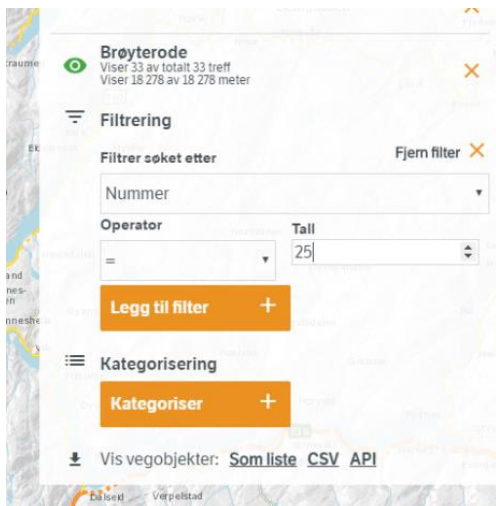 Brøyterode
Viser 33 av totalt 33 treff
Viser 18 278 av 18 278 meter
Filtrering
Filtrer søket etter
Fjern filter
Nummer
Operator
Tall
=
25
Legg til filter +
Kategorisering
Kategoriser +
Vis vegobjekter: Som liste CSV API
Verpelstad